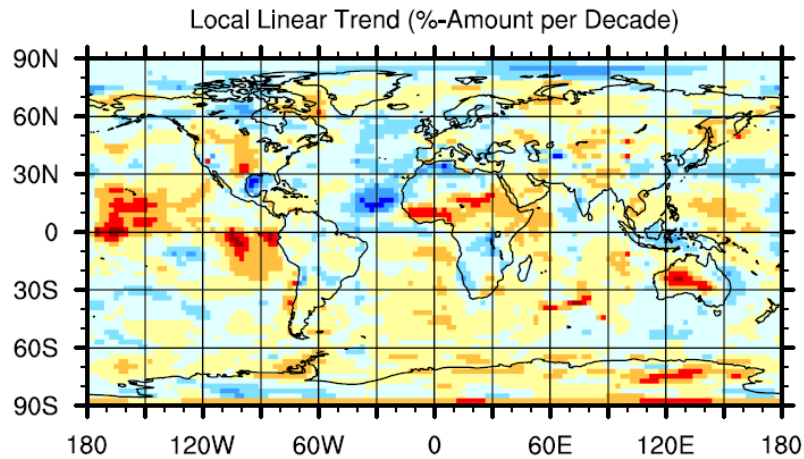 Local Linear Trend (%-Amount per Decade)
90N
60N
30N
0
30S
60S
90S
180 120W 60W 0 60E 120E 180